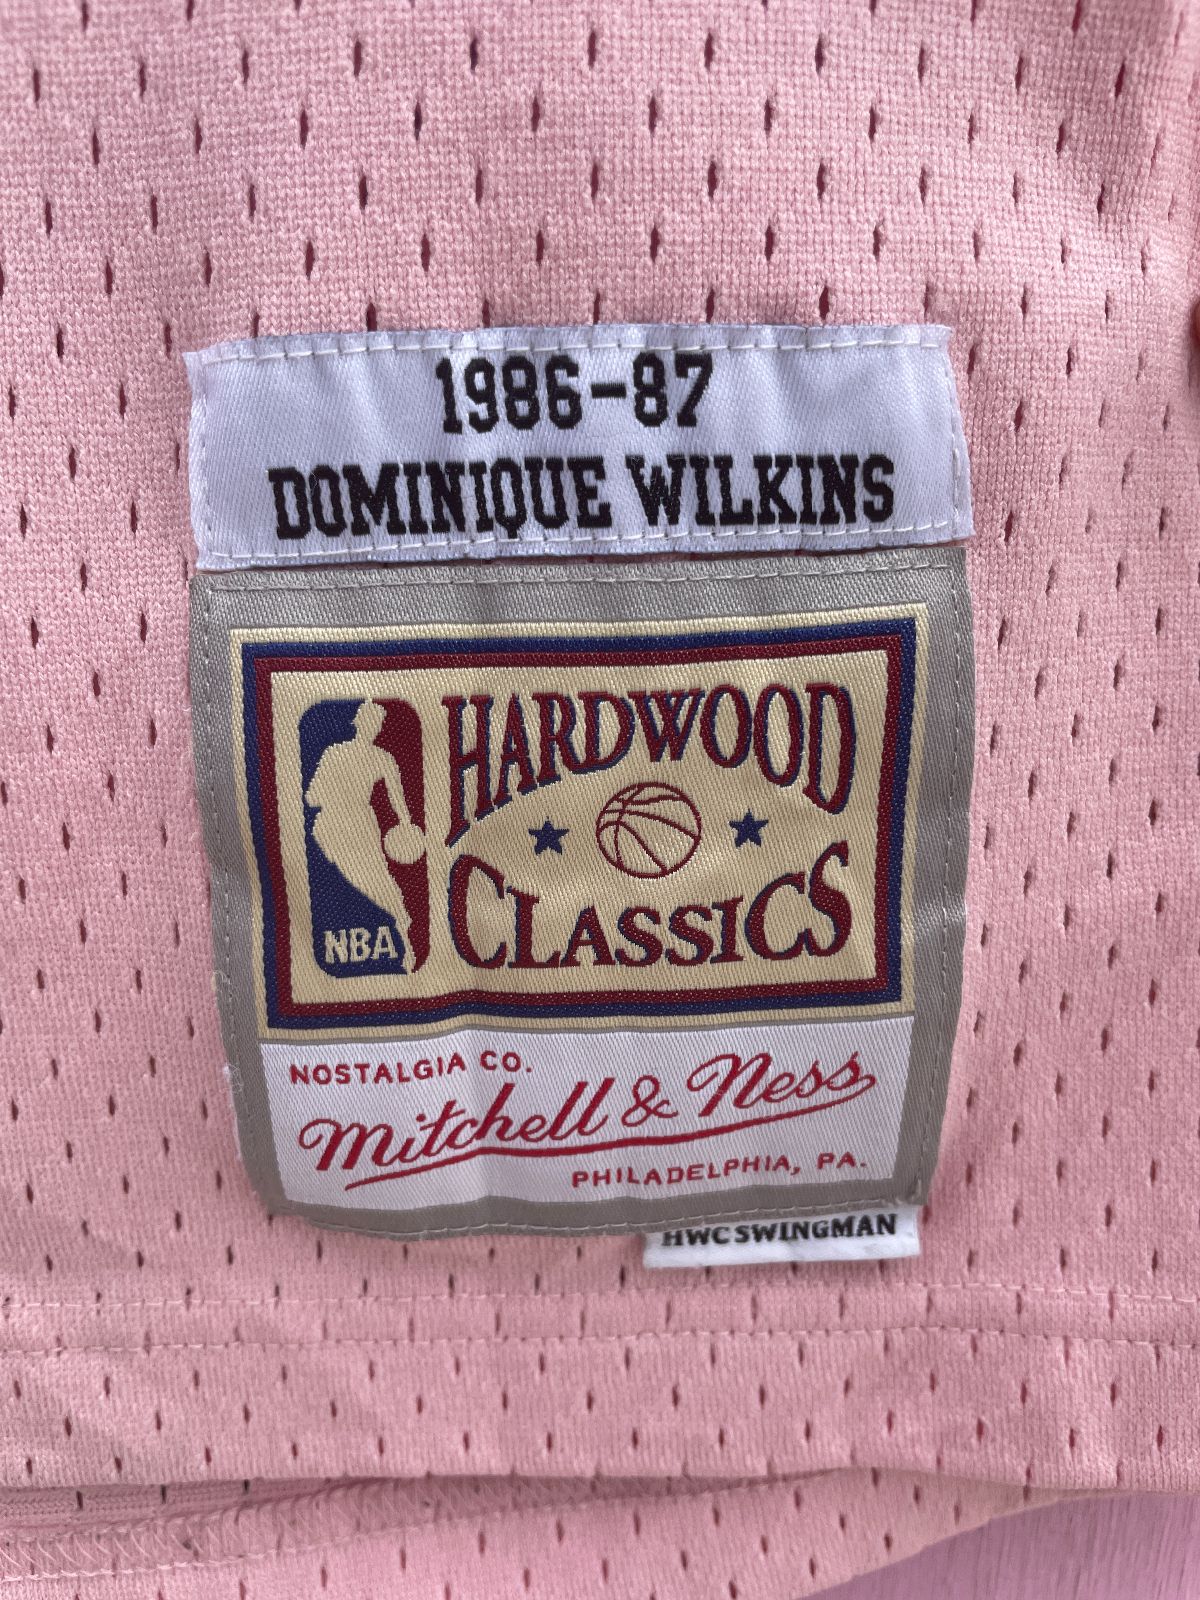 1986-87
DOMINIQUE WILKINS
HARDWOOD
CLASSICS
NBA
NOSTALGIA CO.
Mitchell & Ness
PHILADELPHIA, PA.
HWC SWINGMAN